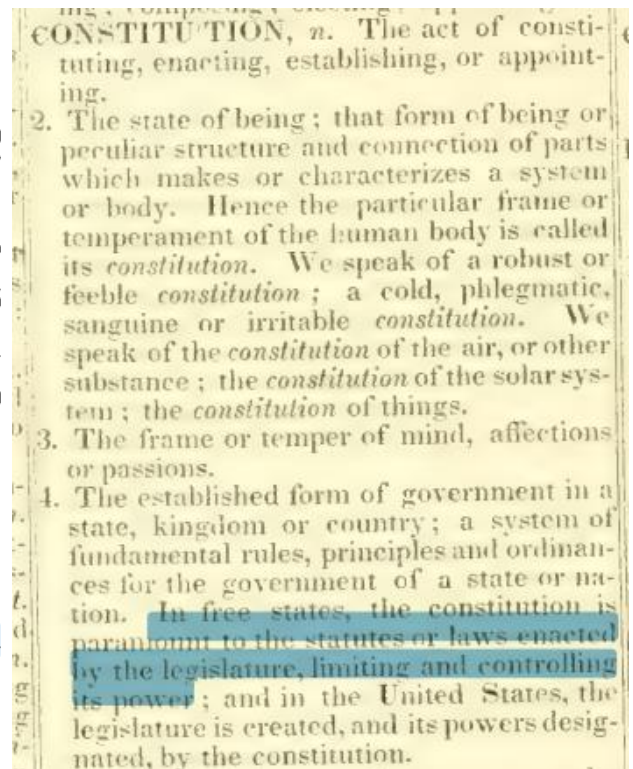 CONSTITU'TION, n. The act of consti-
tuting, enacting, establishing, or appoint-
ing.
2. The state of being; that form of being or
peculiar structure and connection of parts
which makes or characterizes a system
or body. Hence the particular frame or
temperament of the human body is called
its constitution. We speak of a robust or
feeble constitution; a cold, phlegmatic,
sanguine or irritable constitution. We
speak of the constitution of the air, or other
substance; the constitution of the solar sys-
tem; the constitution of things.
3. The frame or temper of mind, affections
or passions.
4. The established form of government in a
state, kingdom or country; a system of
fundamental rules, principles and ordinan-
ces for the government of a state or na-
tion. In free states, the constitution is
paramount to the statutes or laws enacted
by the legislature, limiting and controlling
its power; and in the United States, the
legislature is created, and its powers desig-
nated, by the constitution.